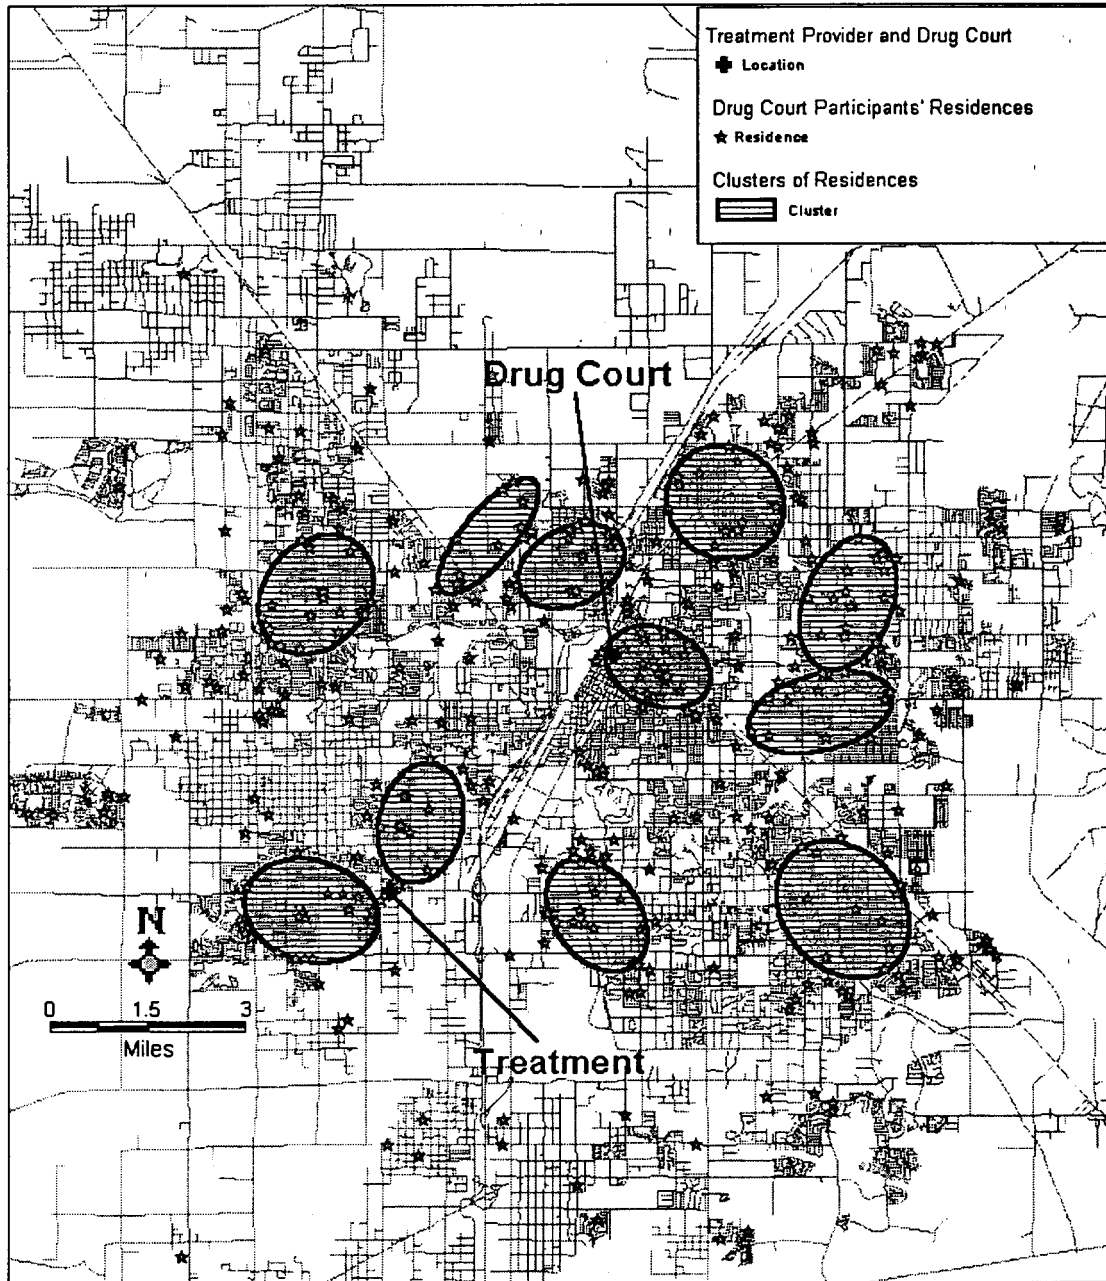 Treatment Provider and Drug Court
Location
Drug Court Participants' Residences
Residence
Clusters of Residences
Cluster
Drug Court
N
0 1.5 3
Miles
Treatment